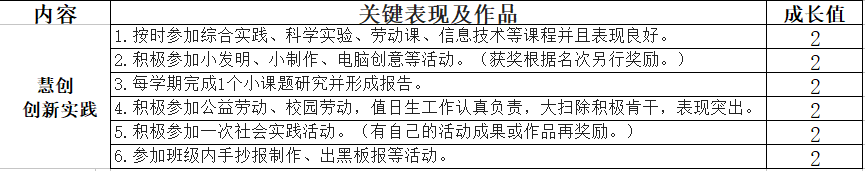 内容 关键表现及作品 成长值
1.按时参加综合实践、科学实验、劳动课、信息技术等课程并且表现良好。 2
2.积极参加小发明、小制作、电脑创意等活动。（获奖根据名次另行奖励。） 2
慧创
创新实践
3.每学期完成1个小课题研究并形成报告。 2
4.积极参加公益劳动、校园劳动，值日生工作认真负责，大扫除积极肯干，表现突出。 2
5.积极参加一次社会实践活动。（有自己的活动成果或作品再奖励。） 2
6.参加班级内手抄报制作、出黑板报等活动。 2